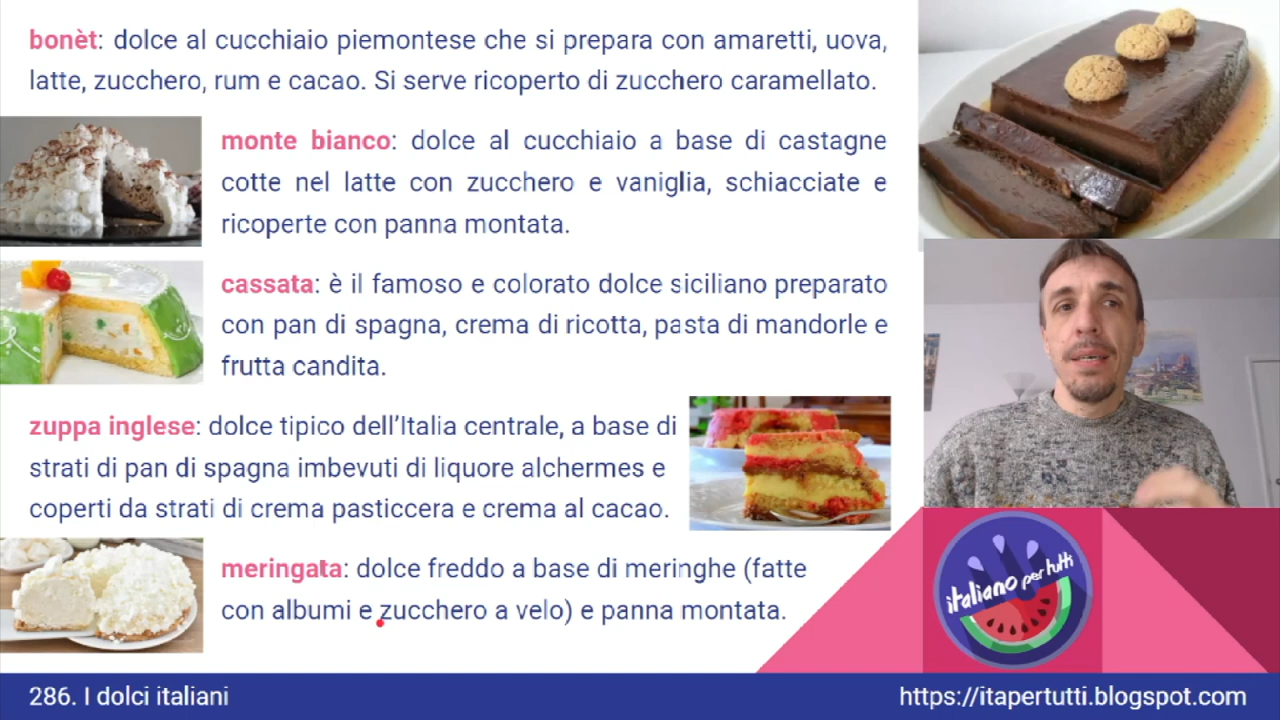 bonèt: dolce al cucchiaio piemontese che si prepara con amaretti, uova,
latte, zucchero, rum e cacao. Si serve ricoperto di zucchero caramellato.
monte bianco: dolce al cucchiaio a base di castagne
cotte nel latte con zucchero e vaniglia, schiacciate e
ricoperte con panna montata.
cassata: è il famoso e colorato dolce siciliano preparato
con pan di spagna, crema di ricotta, pasta di mandorle e
frutta candita.
zuppa inglese: dolce tipico dell’Italia centrale, a base di
strati di pan di spagna imbevuti di liquore alchermes e
coperti da strati di crema pasticcera e crema al cacao.
meringata: dolce freddo a base di meringhe (fatte
con albumi e zucchero a velo) e panna montata.
italiano per tutti
286. I dolci italiani
https://itapertutti.blogspot.com